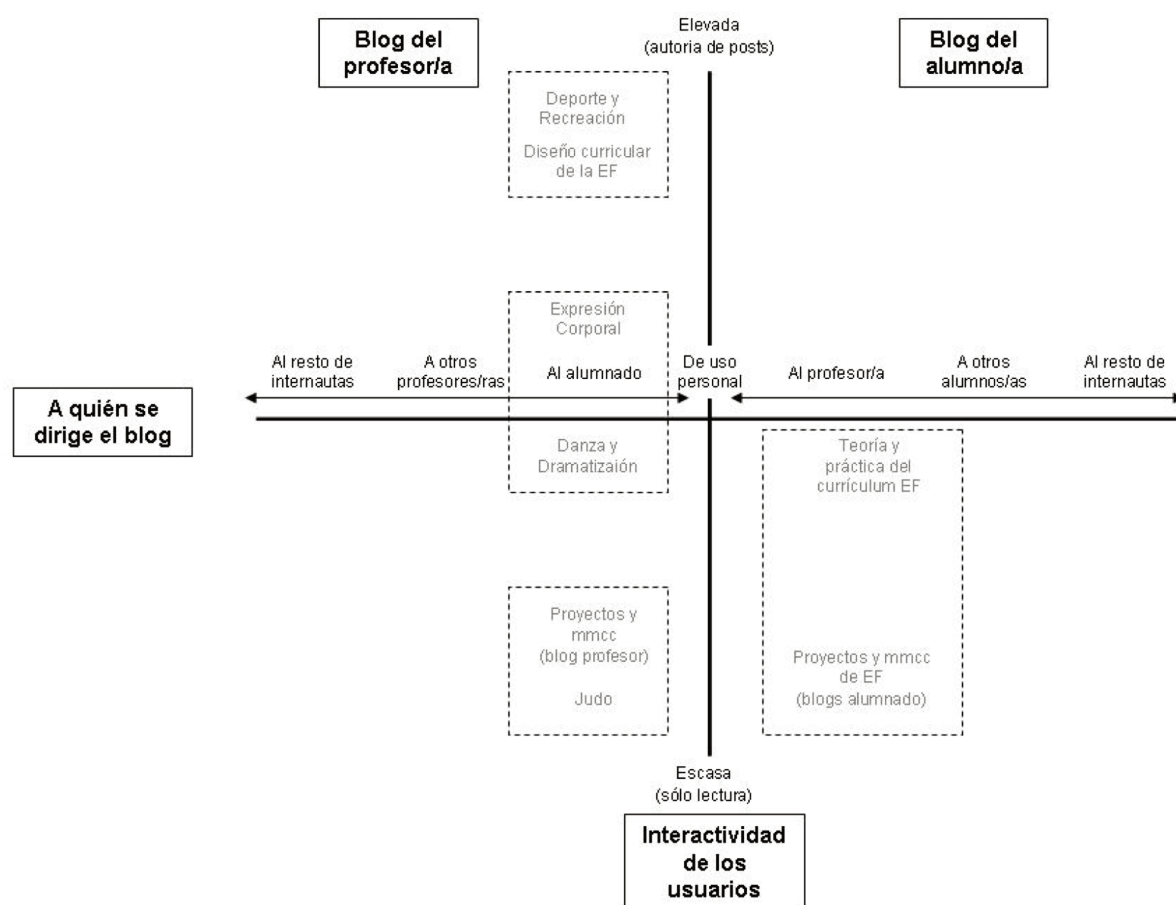 Blog del
profesor/a
Elevada
(autoria de posts)
Blog del
alumno/a
Deporte y
Recreación
Diseño curricular
de la EF
Expresión
Corporal
Al resto de
internautas
A otros
profesores/ras
Al alumnado
De uso
personal
Al profesor/a
A otros
alumnos/as
Al resto de
internautas
A quién se
dirige el blog
Danza y
Dramatizaión
Teoría y
práctica del
currículum EF
Proyectos y
mmcc
(blog profesor)
Judo
Proyectos y mmcc
de EF
(blogs alumnado)
Escasa
(sólo lectura)
Interactividad
de los
usuarios